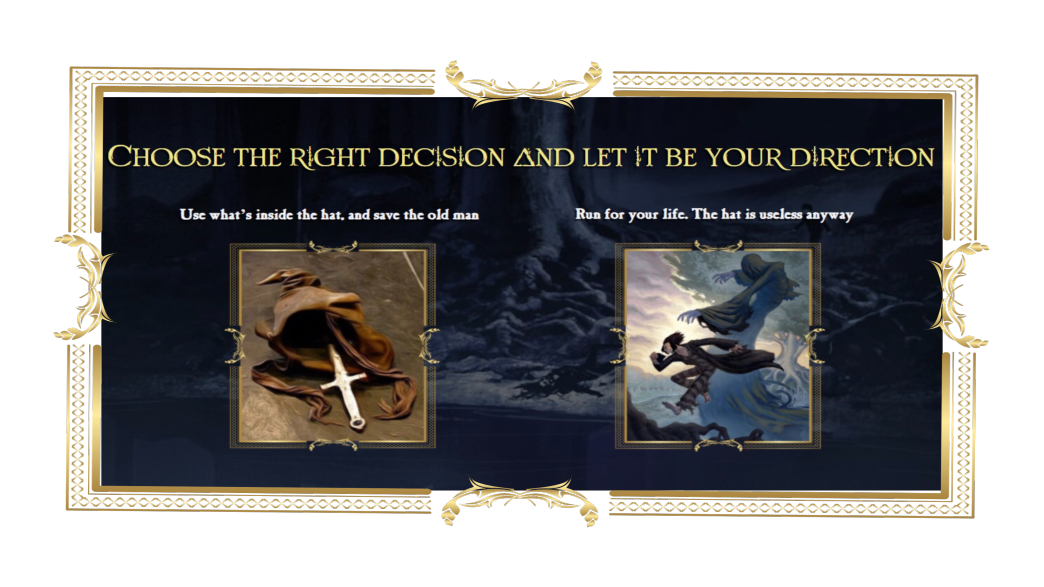 CHOOSE THE RIGHT DECISION AND LET IT BE YOUR DIRECTION
Use what's inside the hat, and save the old man
Run for your life. The hat is useless anyway